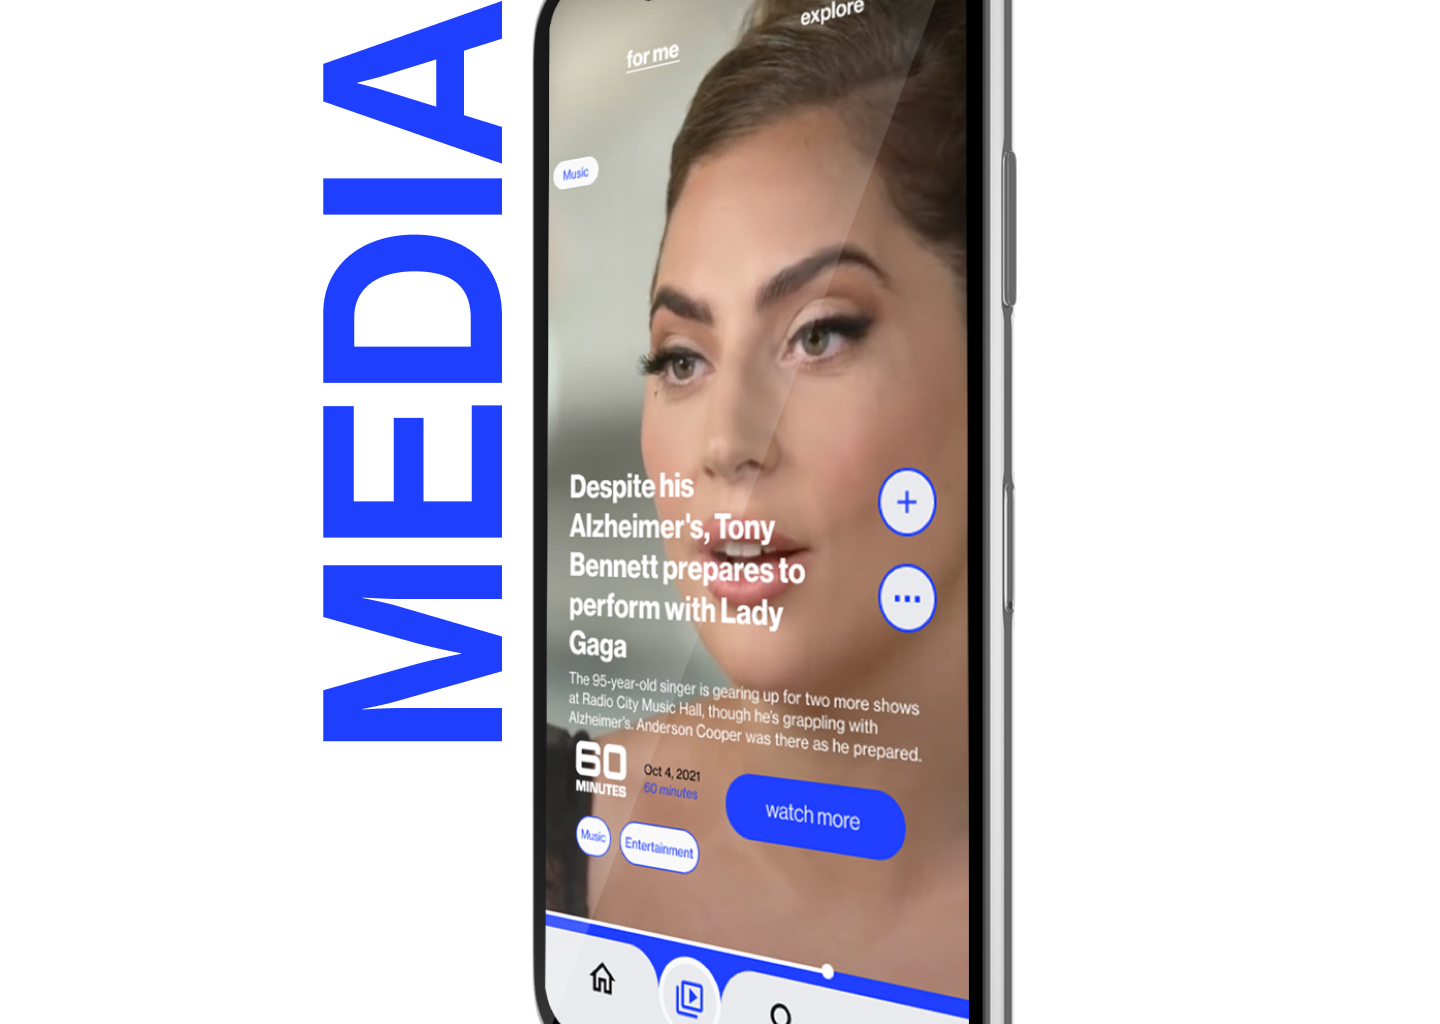 MEDIA
explore
for me
Music
Despite his
Alzheimer's, Tony
Bennett prepares to
perform with Lady
Gaga
The 95-year-old singer is gearing up for two more shows
at Radio City Music Hall, though he's grappling with
Alzheimer's. Anderson Cooper was there as he prepared.
60
MINUTES
Oct 4, 2021
60 minutes
watch more
Music
Entertainment